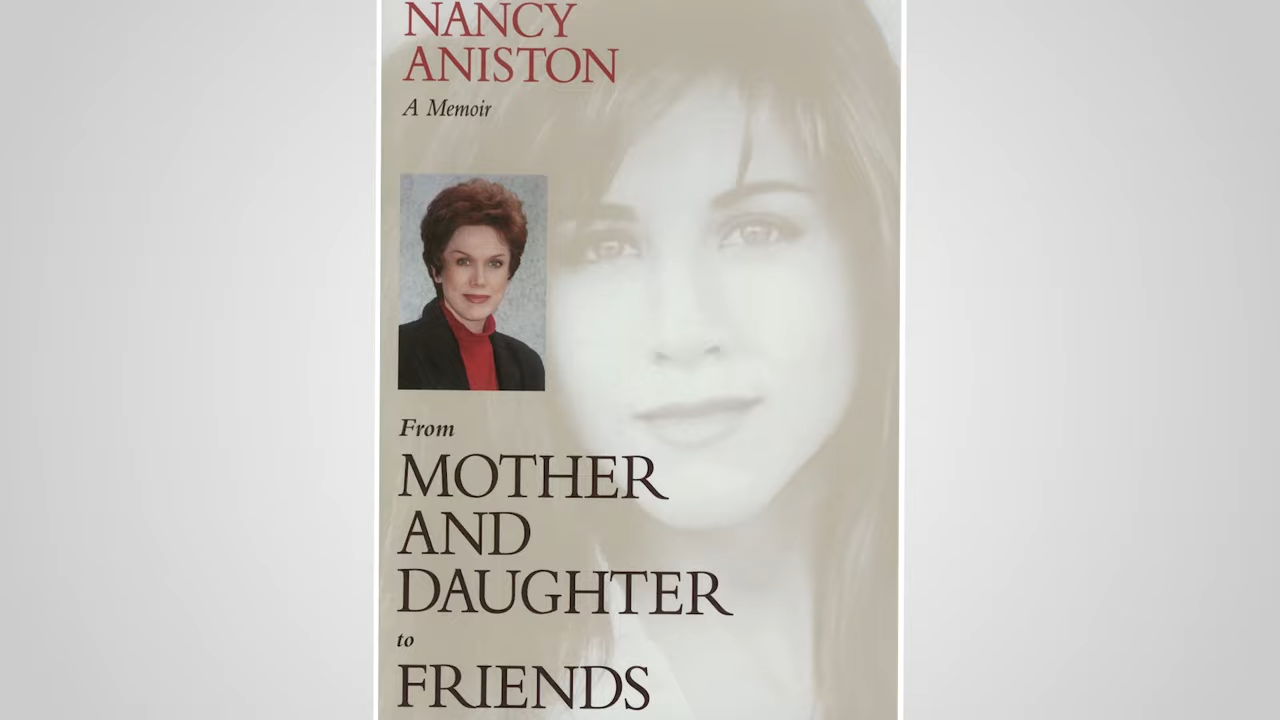 NANCY
ANISTON
A Memoir
From
MOTHER
AND
DAUGHTER
to
FRIENDS